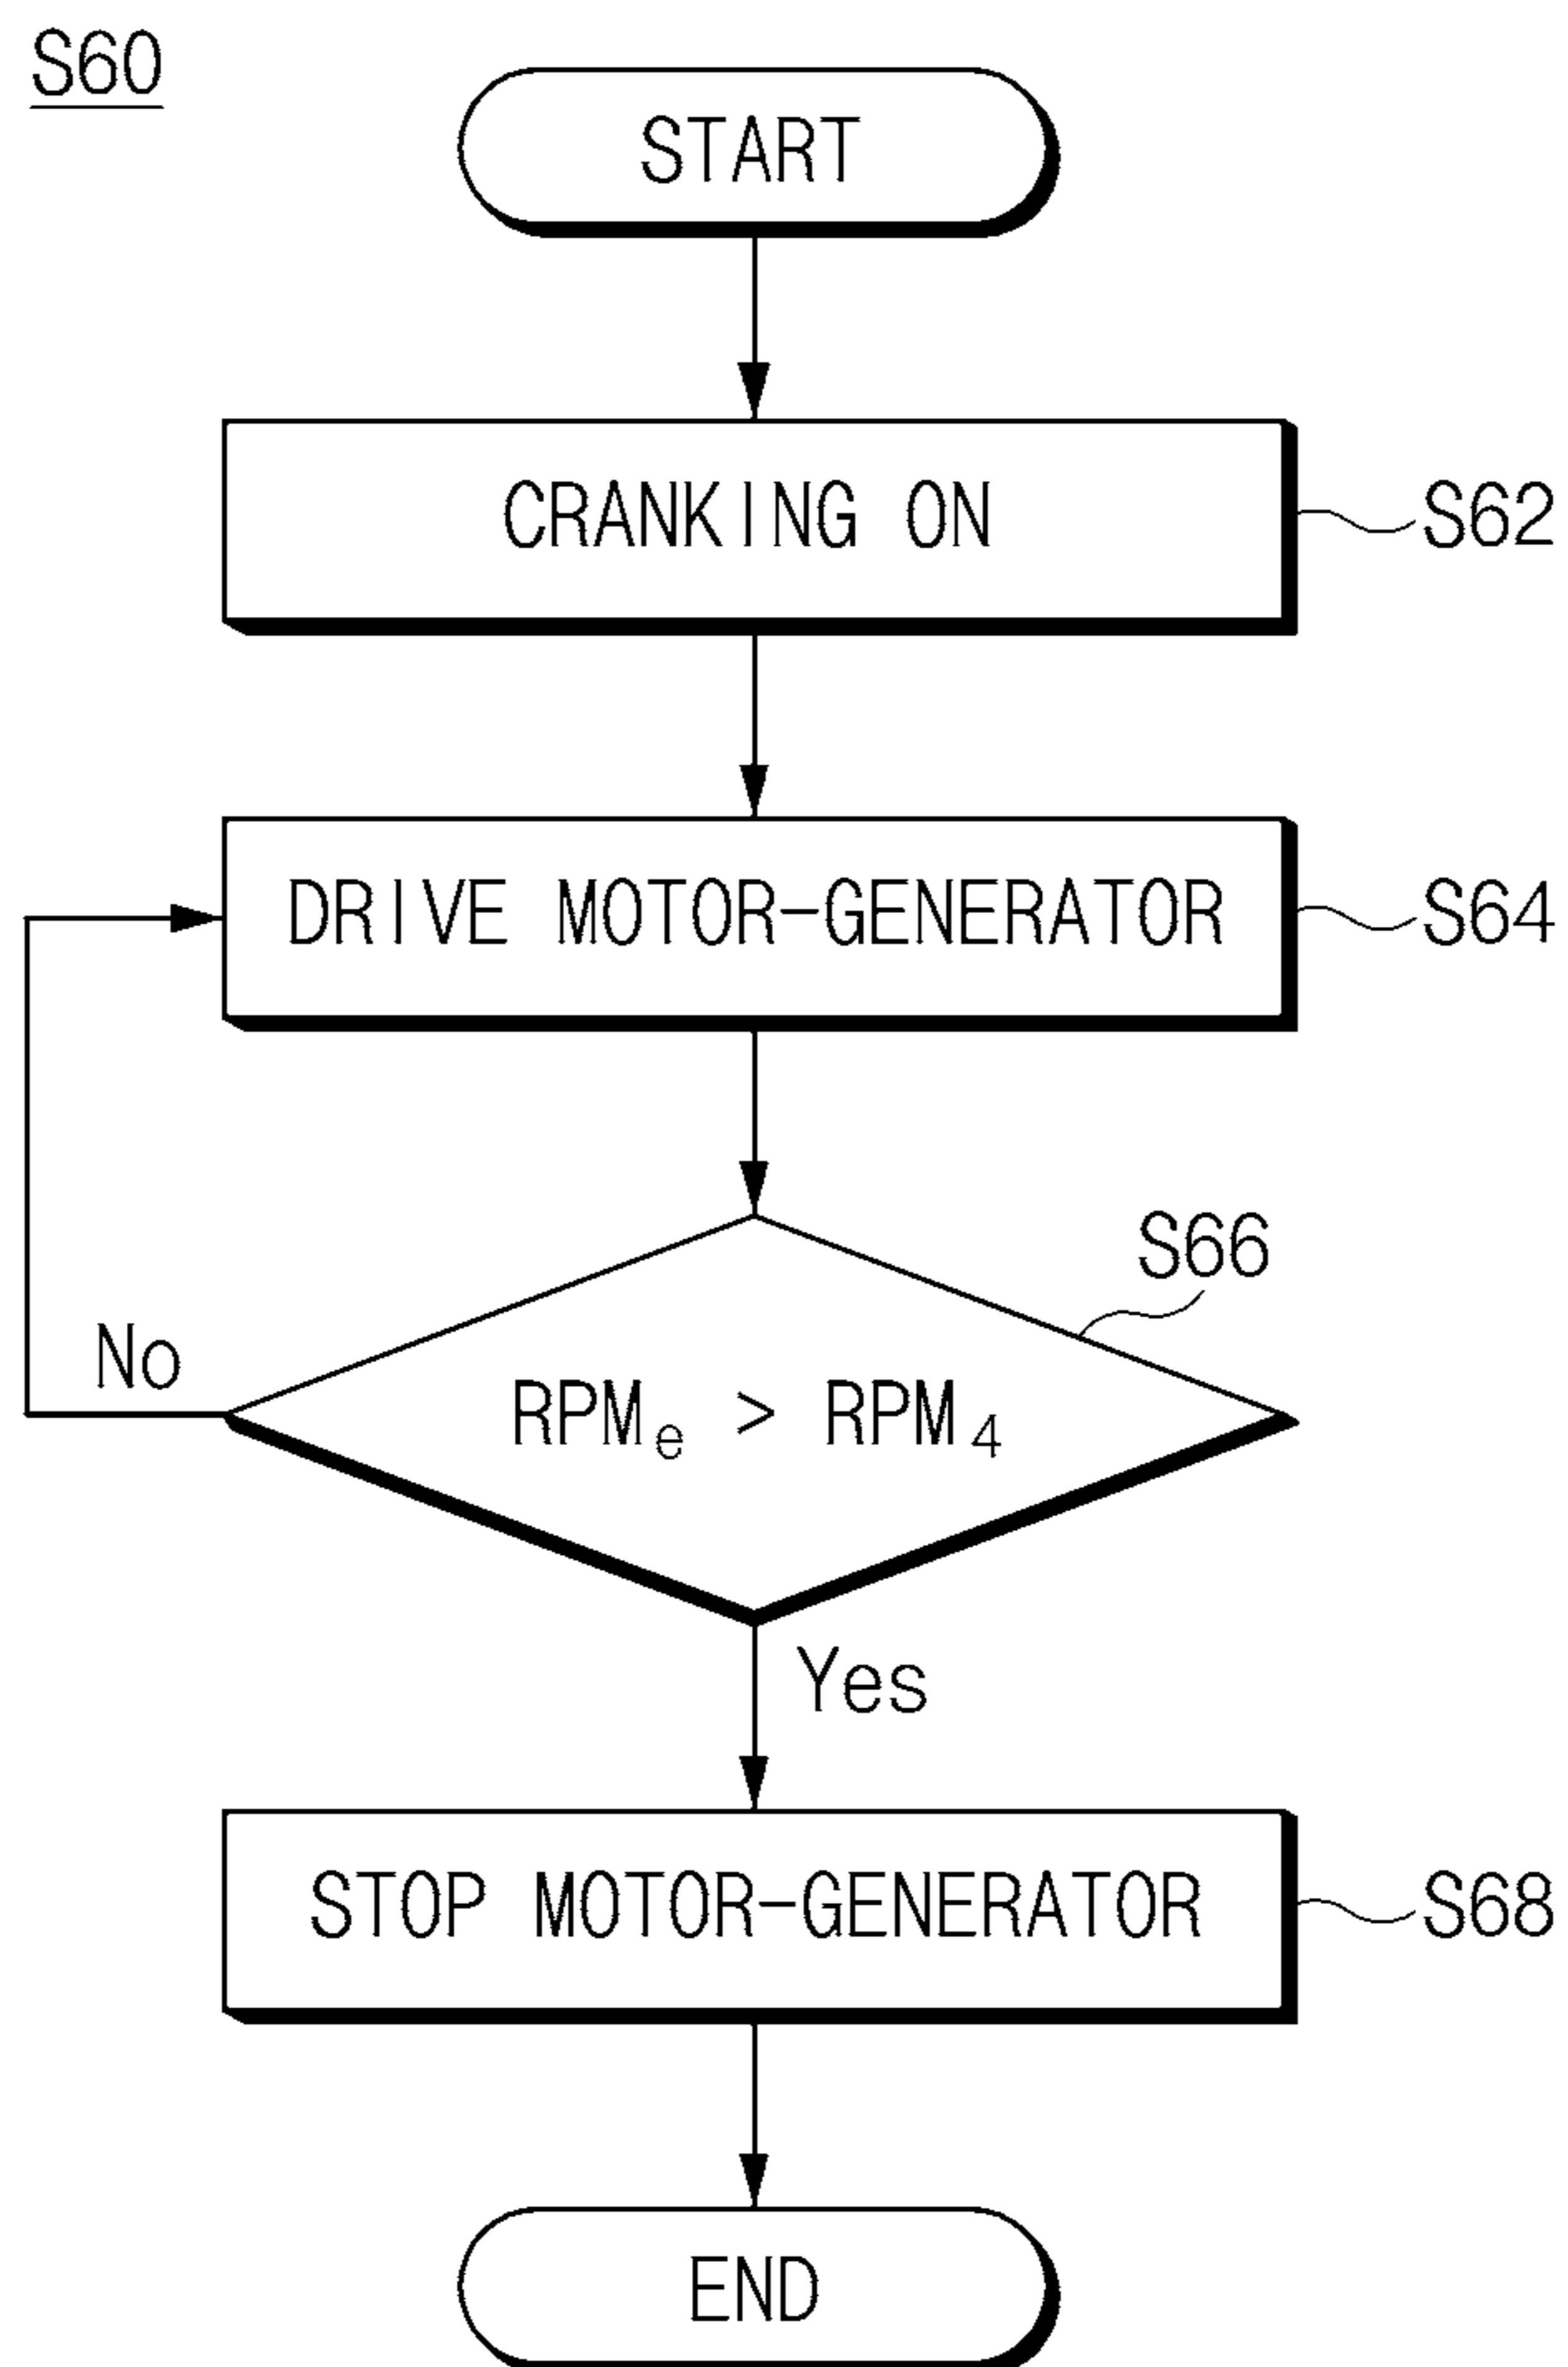 S60
START
CRANKING ON
S62
DRIVE MOTOR-GENERATOR
S64
S66
No
RPMe > RPM4
Yes
STOP MOTOR-GENERATOR
S68
END